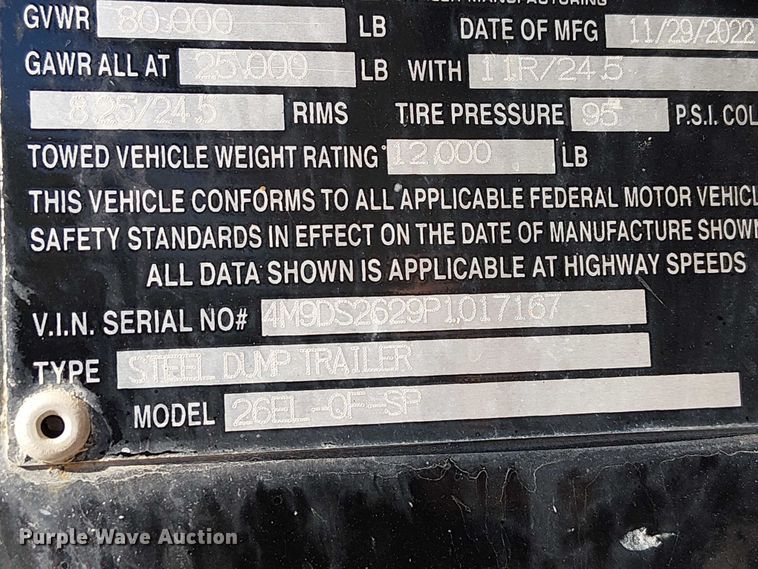 MANUFACTURING
GVWR 80,000 LB DATE OF MFG 11/29/2022
GAWR ALL AT 25,000 LB WITH 11R/24.5
8.25/24.5 RIMS TIRE PRESSURE 95 P.S.I. COL
TOWED VEHICLE WEIGHT RATING 12,000 LB
THIS VEHICLE CONFORMS TO ALL APPLICABLE FEDERAL MOTOR VEHICL
SAFETY STANDARDS IN EFFECT ON THE DATE OF MANUFACTURE SHOWN
ALL DATA SHOWN IS APPLICABLE AT HIGHWAY SPEEDS
V.I.N. SERIAL NO# 4M9DS2629P1017167
TYPE STEEL DUMP TRAILER
MODEL 26EL-QF-SP
Purple Wave Auction